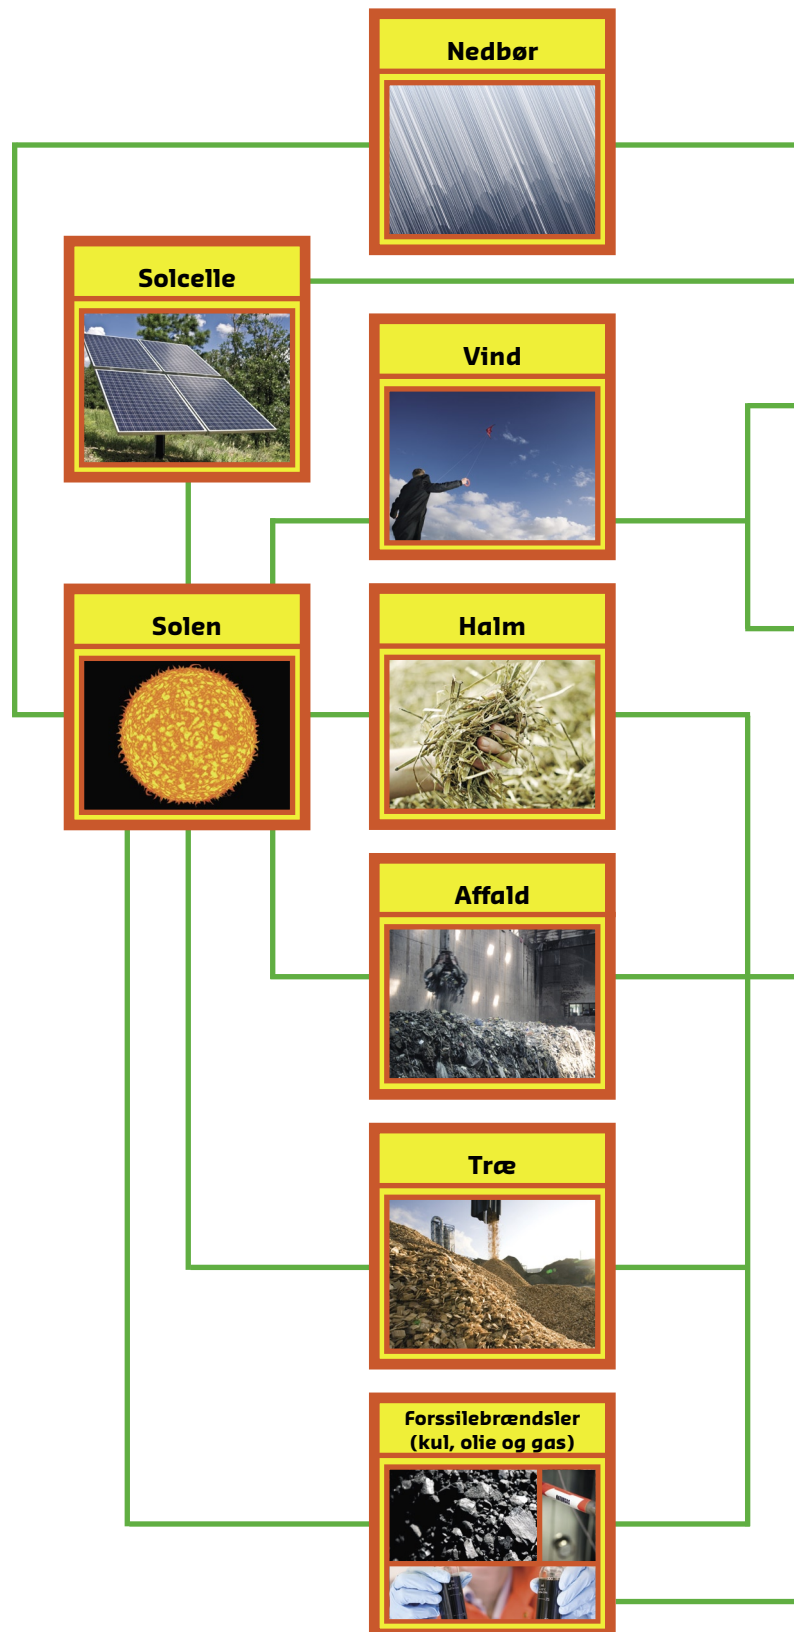 Nedbør
Solcelle
Vind
Solen
Halm
Affald
Træ
Forssilebrændsler
(kul, olie og gas)